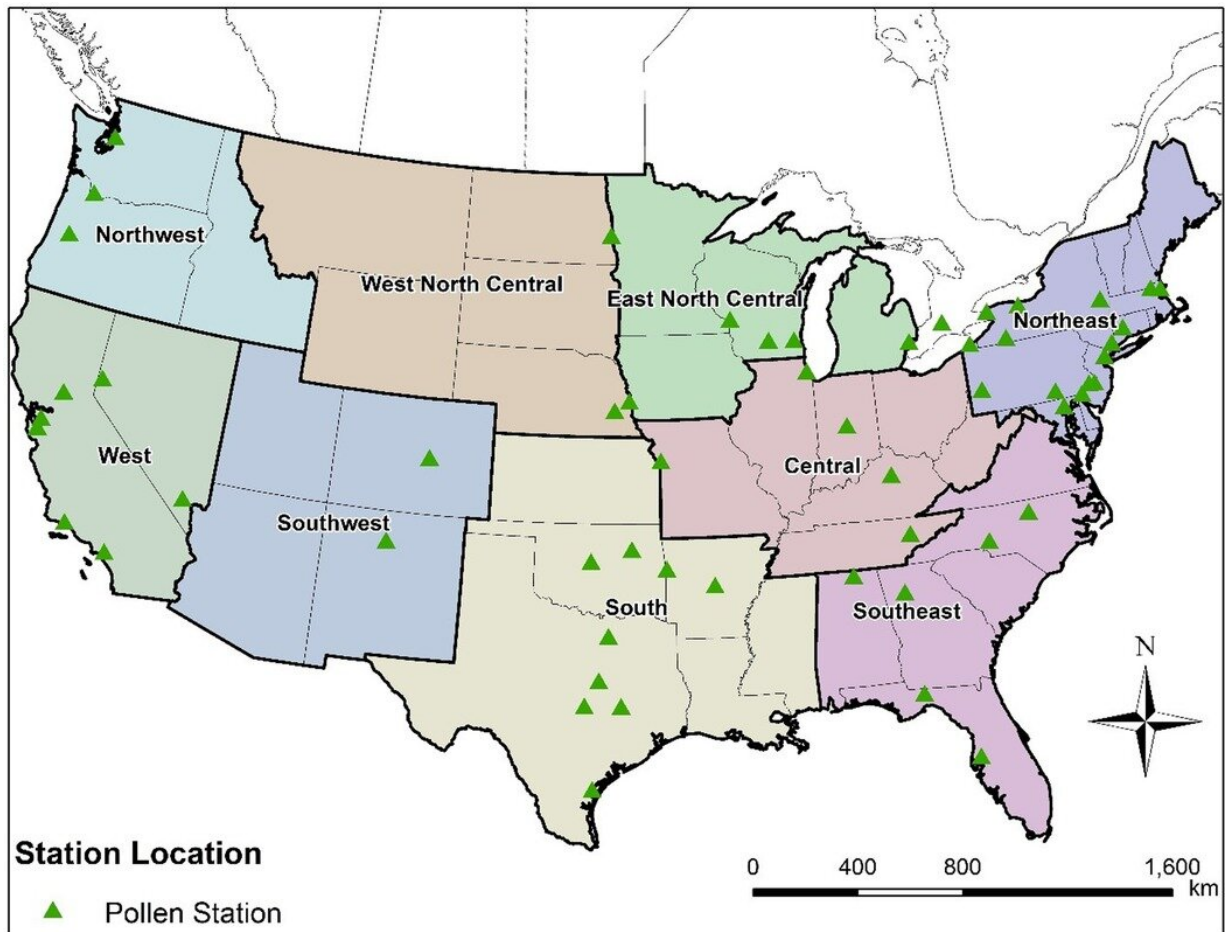 Northwest
West North Central
East North Central
Northeast
West
Central
Southwest
South
Southeast
N
Station Location
Pollen Station
0 400 800 1,600
km